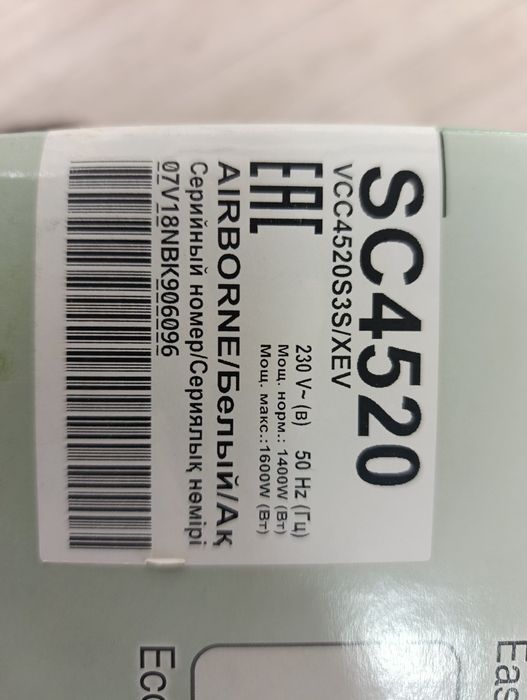 SC4520
VCC4520S3S/XEV
EAC
230 V~ (В) 50 Hz (Гц)
Мощ. норм.: 1400W (Вт)
Мощ. макс.:1600W (Вт)
AIRBORNE/Белый/Ақ
Серийный номер/Сериялық нөмірі
07V18NBK906096